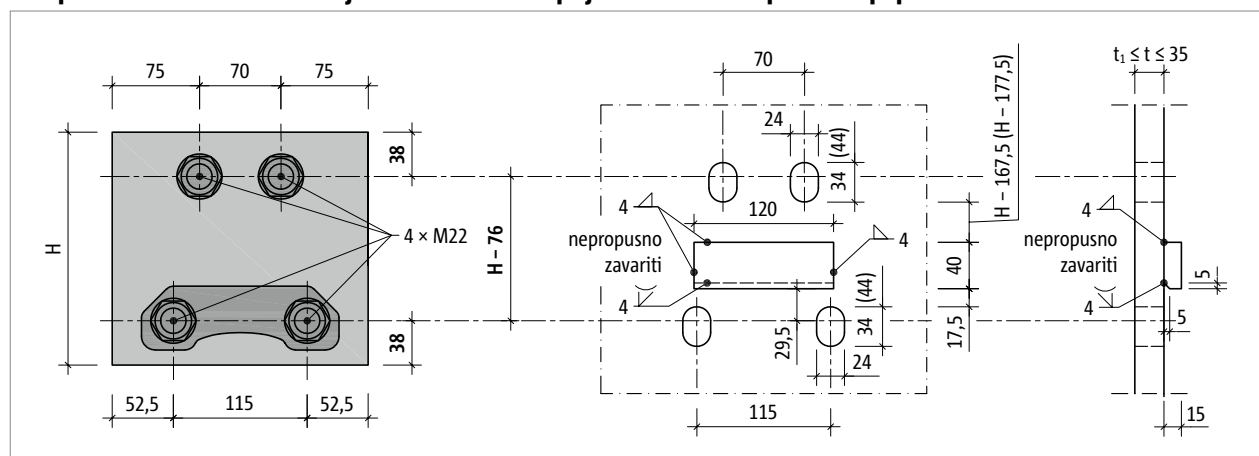 75 70 75
38
H
H – 76
4 × M22
38
52,5 115 52,5
70
24
34 (44)
120
4
nepropusno
zavariti
4
4
29,5
34 (44)
24
115
H – 167,5 (H – 177,5)
40
17,5
t₁ ≤ t ≤ 35
4
nepropusno
zavariti
4
5
5
15